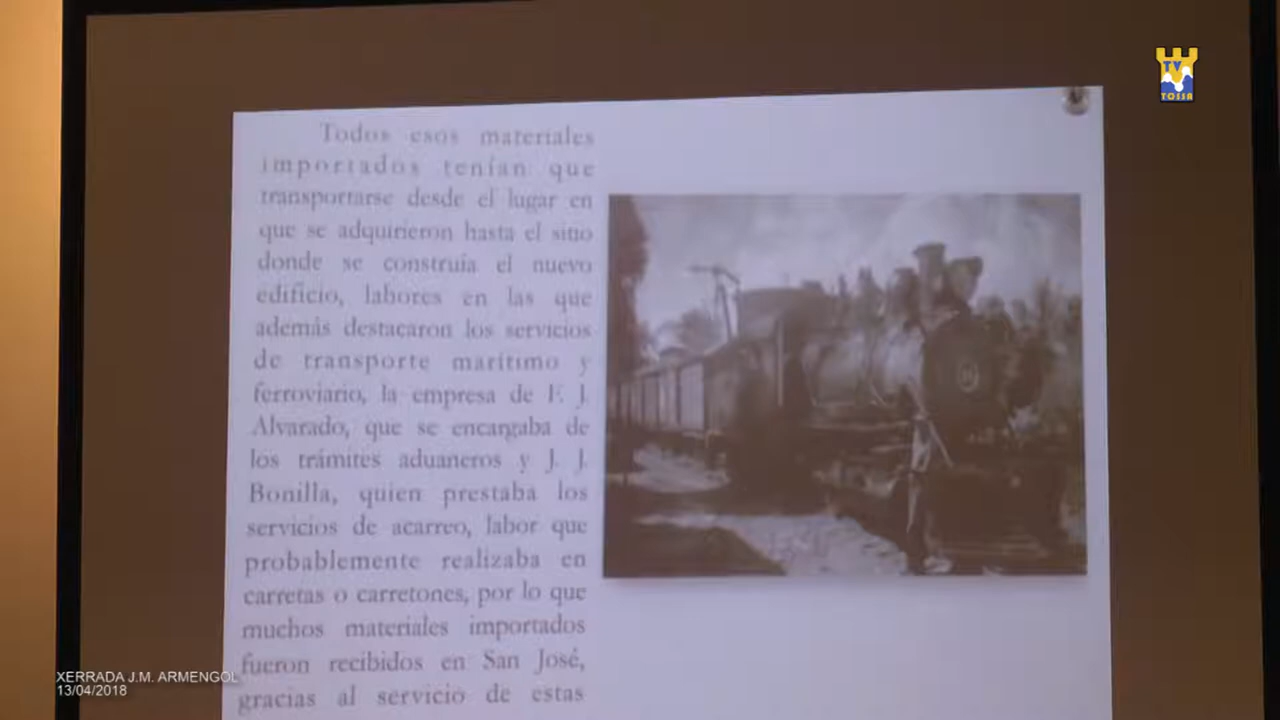 TV
TOSSA
Todos esos materiales
importados tenían que
transportarse desde el lugar en
que se adquirieron hasta el sitio
donde se construía el nuevo
edificio, labores en las que
además destacaron los servicios
de transporte marítimo y
ferroviario, la empresa de F. J.
Alvarado, que se encargaba de
los trámites aduaneros y J. J.
Bonilla, quien prestaba los
servicios de acarreo, labor que
probablemente realizaba en
carretas o carretones, por lo que
muchos materiales importados
fueron recibidos en San José,
gracias al servicio de estas
XERRADA J.M. ARMENGOL
13/04/2018